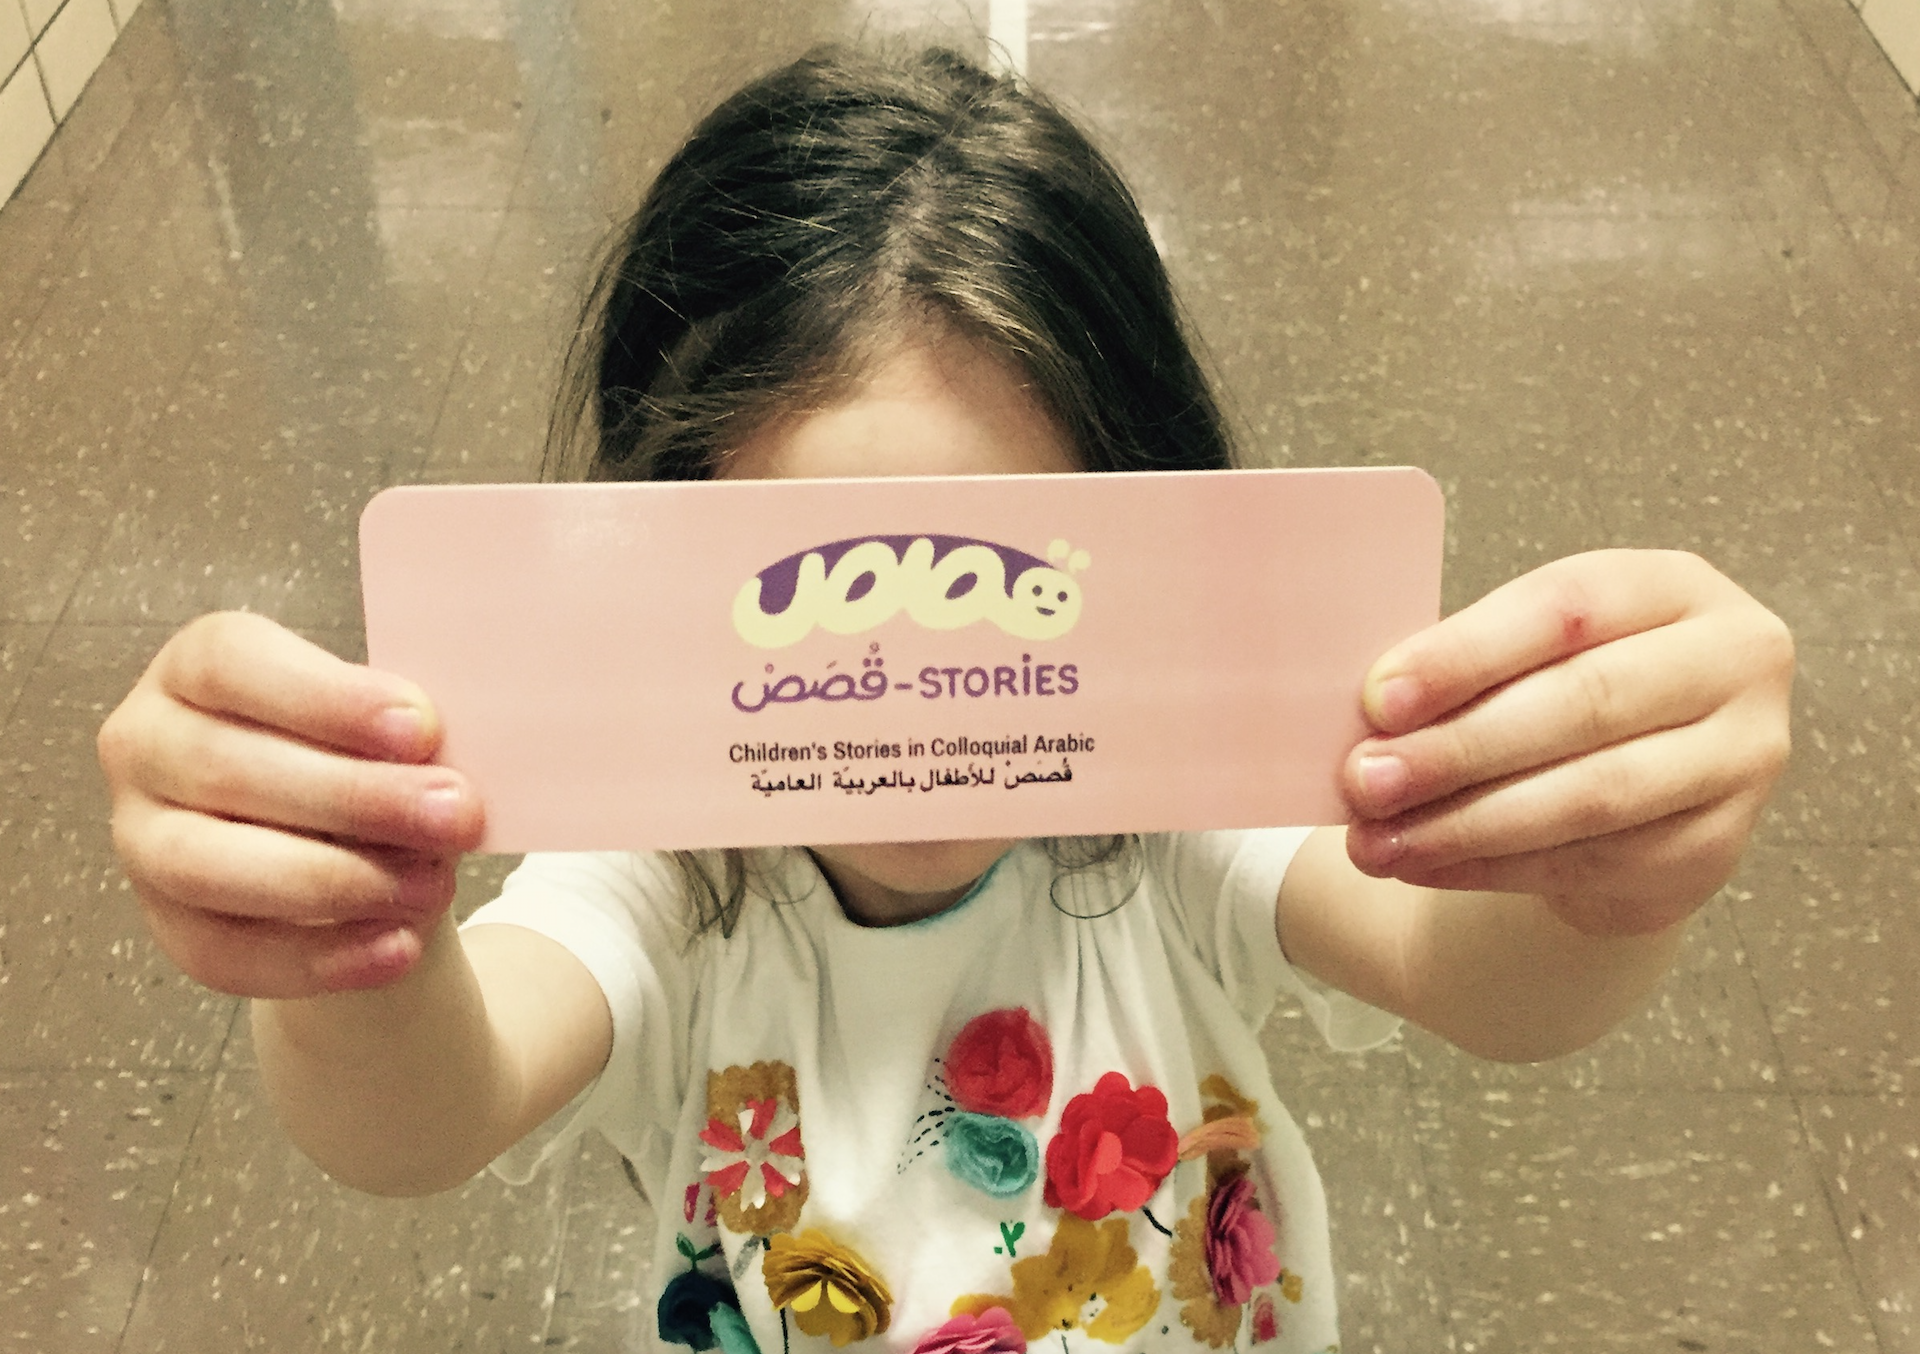 قصص
قُصَصْ-STORIES
Children's Stories in Colloquial Arabic
قُصَصْ للأطفال بالعربيّة العاميّة